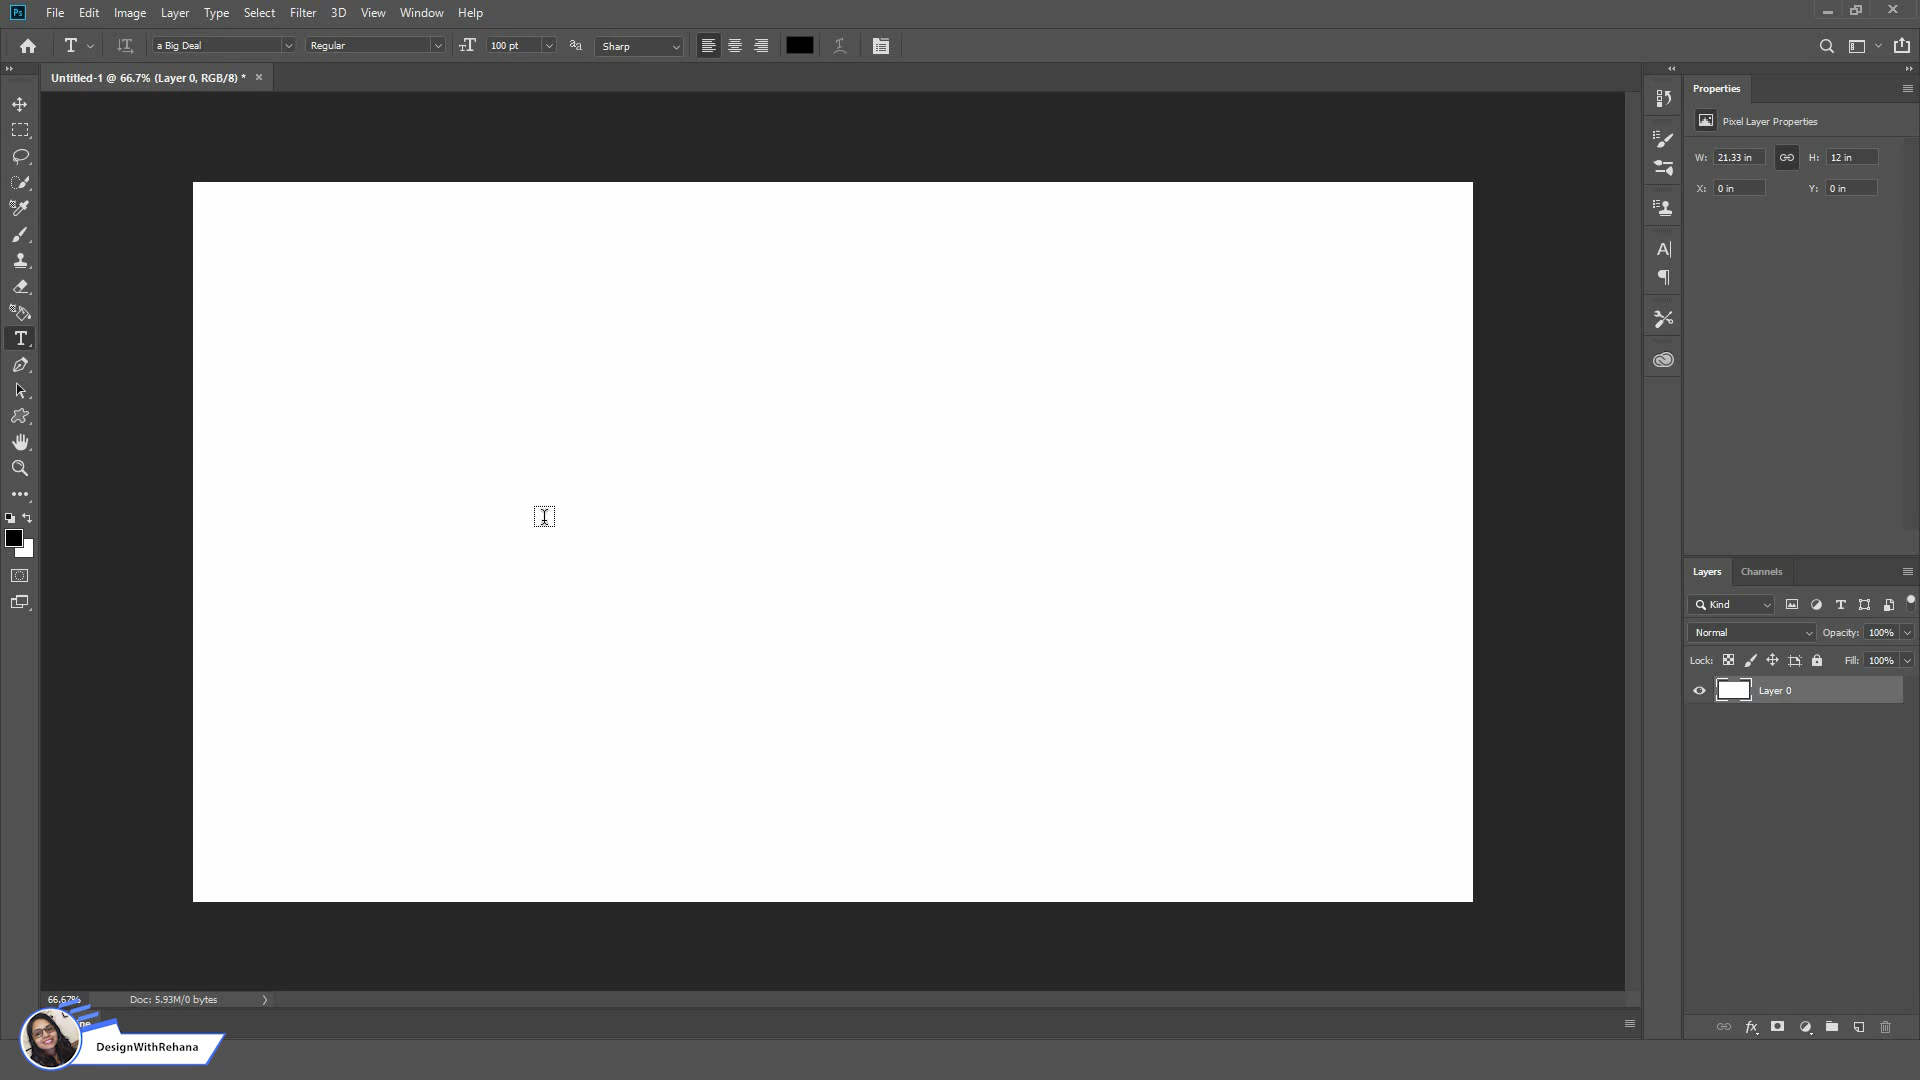 Ps File Edit Image Layer Type Select Filter 3D View Window Help
a Big Deal Regular 100 pt Sharp
Untitled-1 @ 66.7% (Layer 0, RGB/8) *
Properties
Pixel Layer Properties
W: 21.33 in H: 12 in
X: 0 in Y: 0 in
Layers Channels
Kind
Normal Opacity: 100%
Lock: Fill: 100%
Layer 0
66.67% Doc: 5.93M/0 bytes
DesignWithRehana